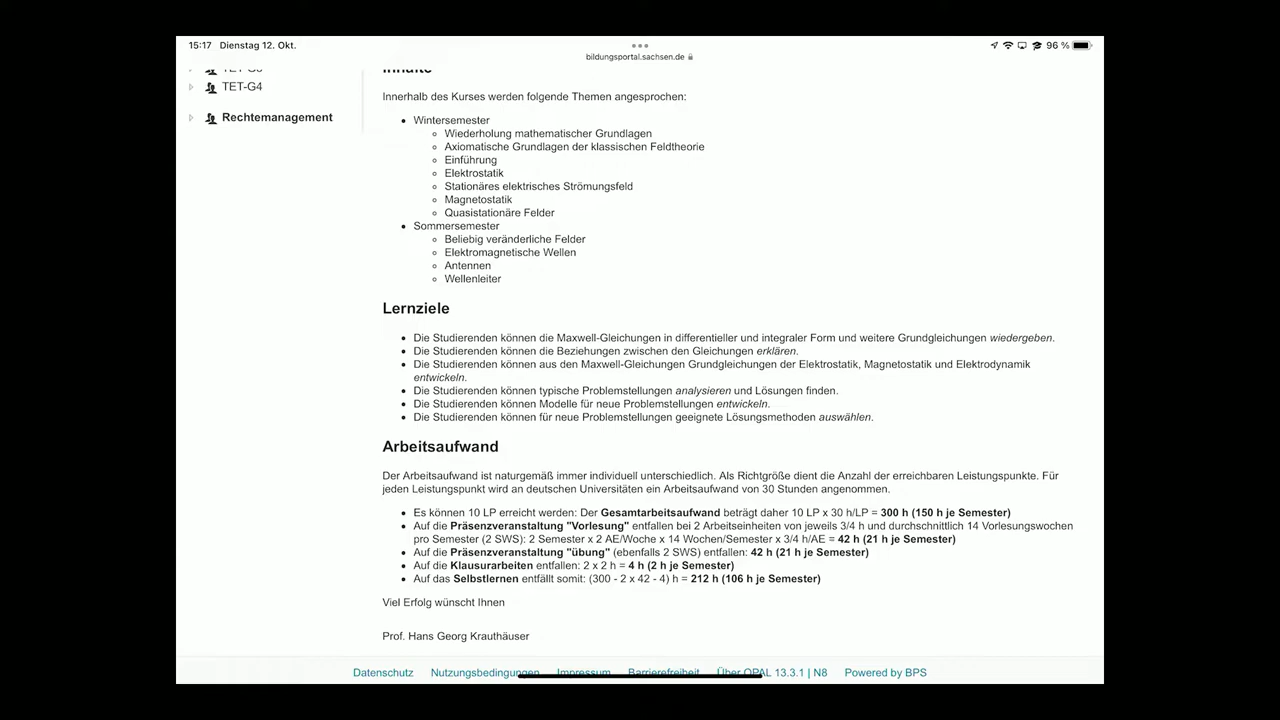 15:17 Dienstag 12. Okt.
bildungsportal.sachsen.de
96 %
TET-G4
Rechtemanagement
Inhalte
Innerhalb des Kurses werden folgende Themen angesprochen:
Wintersemester
Wiederholung mathematischer Grundlagen
Axiomatische Grundlagen der klassischen Feldtheorie
Einführung
Elektrostatik
Stationäres elektrisches Strömungsfeld
Magnetostatik
Quasistationäre Felder
Sommersemester
Beliebig veränderliche Felder
Elektromagnetische Wellen
Antennen
Wellenleiter
Lernziele
Die Studierenden können die Maxwell-Gleichungen in differentieller und integraler Form und weitere Grundgleichungen wiedergeben.
Die Studierenden können die Beziehungen zwischen den Gleichungen erklären.
Die Studierenden können aus den Maxwell-Gleichungen Grundgleichungen der Elektrostatik, Magnetostatik und Elektrodynamik
entwickeln.
Die Studierenden können typische Problemstellungen analysieren und Lösungen finden.
Die Studierenden können Modelle für neue Problemstellungen entwickeln.
Die Studierenden können für neue Problemstellungen geeignete Lösungsmethoden auswählen.
Arbeitsaufwand
Der Arbeitsaufwand ist naturgemäß immer individuell unterschiedlich. Als Richtgröße dient die Anzahl der erreichbaren Leistungspunkte. Für
jeden Leistungspunkt wird an deutschen Universitäten ein Arbeitsaufwand von 30 Stunden angenommen.
Es können 10 LP erreicht werden: Der Gesamtarbeitsaufwand beträgt daher 10 LP x 30 h/LP = 300 h (150 h je Semester)
Auf die Präsenzveranstaltung "Vorlesung" entfallen bei 2 Arbeitseinheiten von jeweils 3/4 h und durchschnittlich 14 Vorlesungswochen
pro Semester (2 SWS): 2 Semester x 2 AE/Woche x 14 Wochen/Semester x 3/4 h/AE = 42 h (21 h je Semester)
Auf die Präsenzveranstaltung "übung" (ebenfalls 2 SWS) entfallen: 42 h (21 h je Semester)
Auf die Klausurarbeiten entfallen: 2 x 2 h = 4 h (2 h je Semester)
Auf das Selbstlernen entfällt somit: (300 - 2 x 42 - 4) h = 212 h (106 h je Semester)
Viel Erfolg wünscht Ihnen
Prof. Hans Georg Krauthäuser
Datenschutz Nutzungsbedingungen Impressum Barrierefreiheit Über OPAL 13.3.1 | N8 Powered by BPS